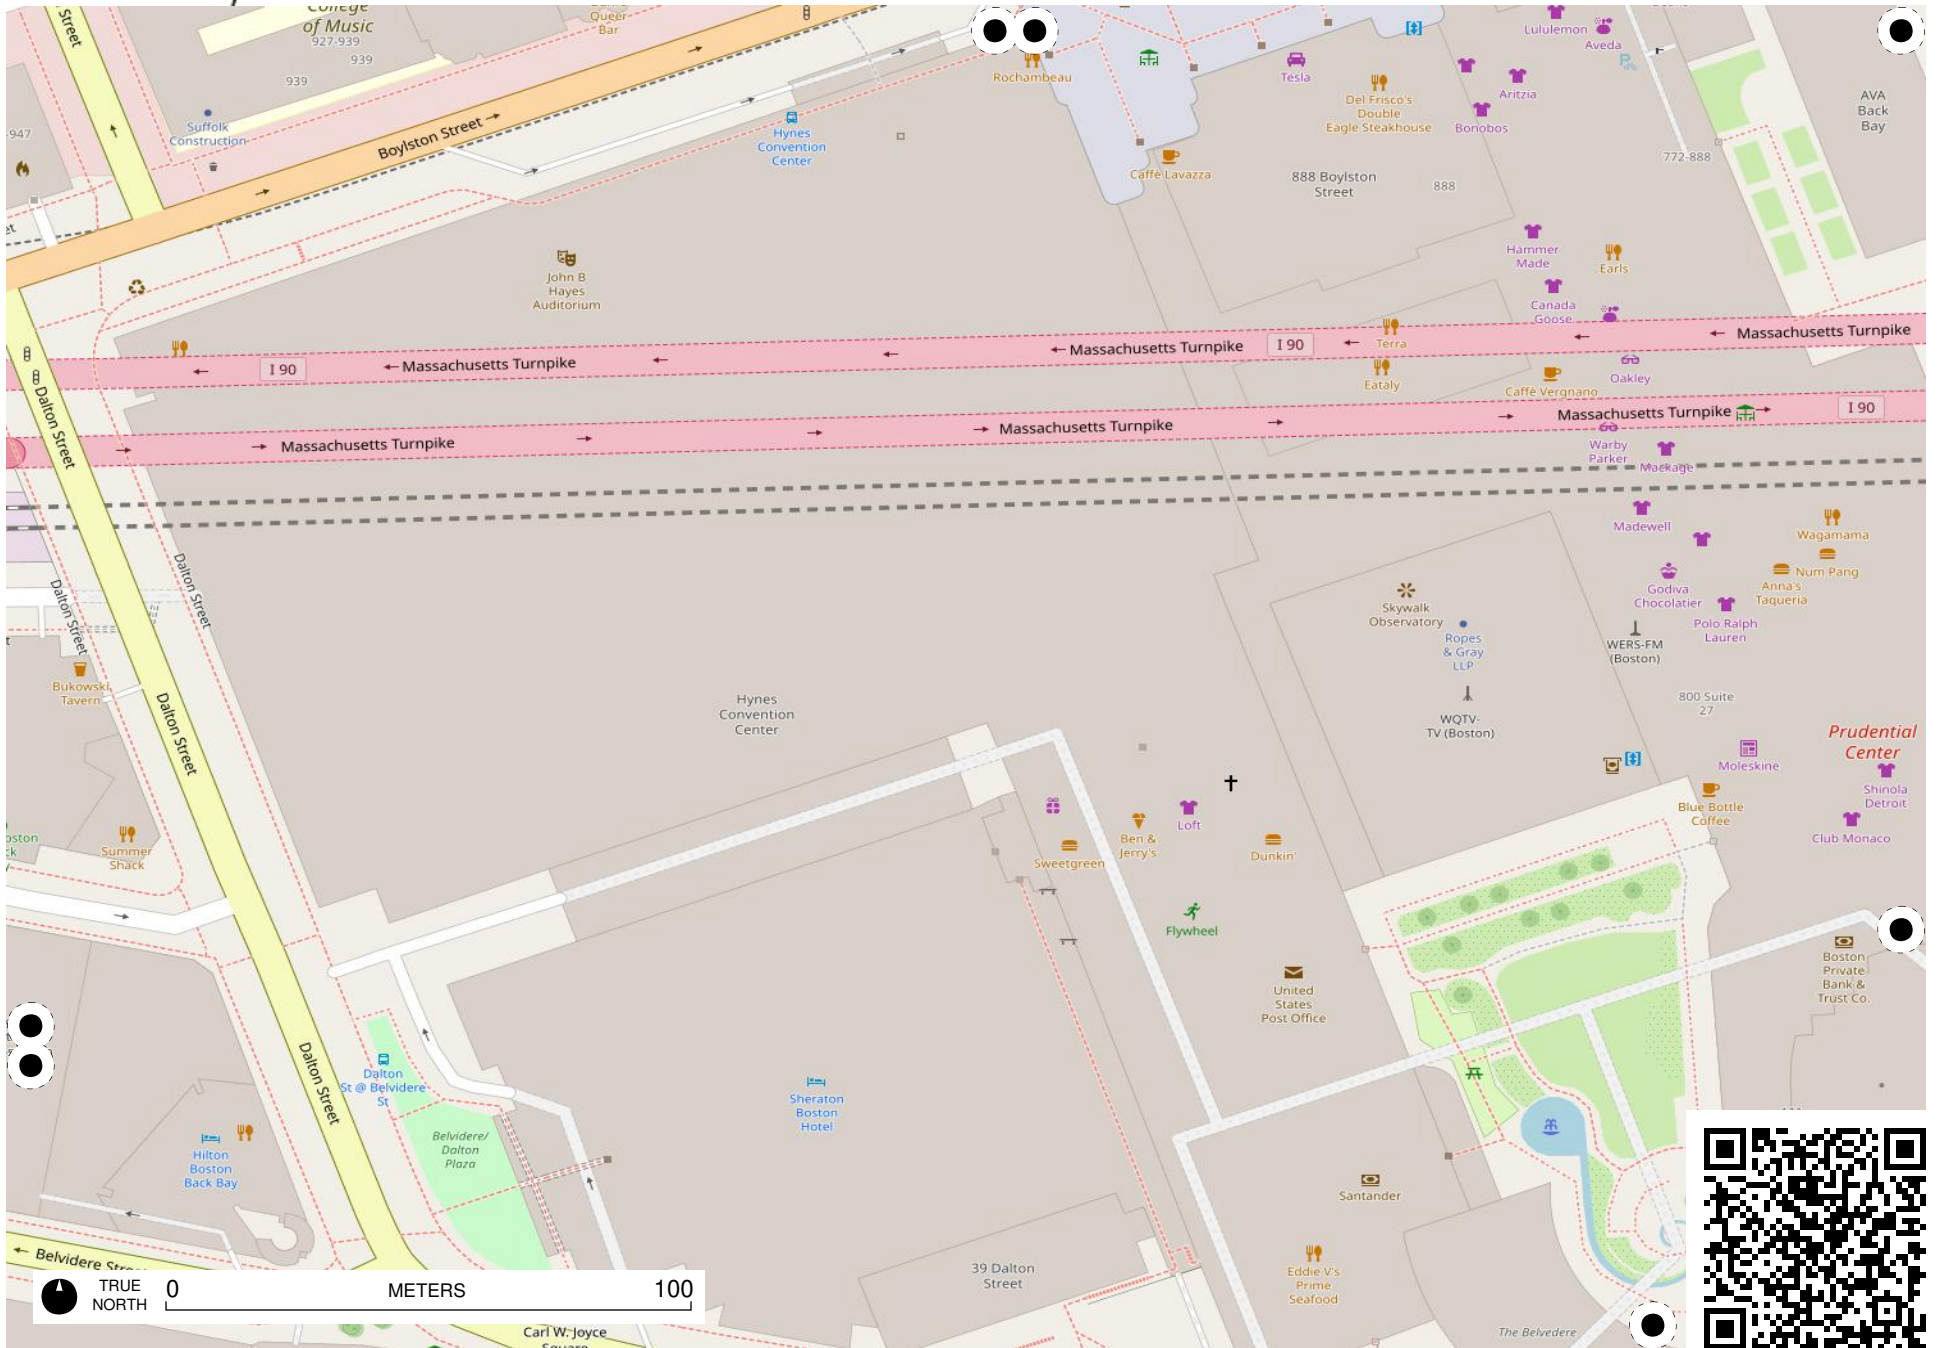 Street
College
of Music
927-939
939
939
Queer
Bar
-947
Suffolk
Construction
Boylston Street
Hynes
Convention
Center
Rochambeau
Tesla
Del Frisco's
Double
Eagle Steakhouse
Lululemon
Aveda
Aritzia
Bonobos
AVA
Back
Bay
Caffè Lavazza
888 Boylston
Street
888
772-888
John B
Hayes
Auditorium
Hammer
Made
Earls
Canada
Goose
Massachusetts Turnpike
I 90
Massachusetts Turnpike
I 90
Massachusetts Turnpike
Terra
Eataly
Caffè Vergnano
Oakley
Dalton Street
Massachusetts Turnpike
Massachusetts Turnpike
Massachusetts Turnpike
I 90
Warby
Parker
Mackage
Madewell
Wagamama
Num Pang
Anna's
Taqueria
Godiva
Chocolatier
Polo Ralph
Lauren
Dalton Street
Dalton Street
Skywalk
Observatory
Ropes
& Gray
LLP
WERS-FM
(Boston)
WQTV-
TV (Boston)
800 Suite
27
Bukowski
Tavern
Dalton Street
Hynes
Convention
Center
Prudential
Center
Moleskine
Shinola
Detroit
Blue Bottle
Coffee
Club Monaco
Summer
Shack
Sweetgreen
Ben &
Jerry's
Loft
Dunkin'
Flywheel
United
States
Post Office
Boston
Private
Bank &
Trust Co.
Dalton Street
Dalton
St @ Belvidere
St
Sheraton
Boston
Hotel
Belvidere/
Dalton
Plaza
Hilton
Boston
Back Bay
Santander
Eddie V's
Prime
Seafood
39 Dalton
Street
Belvidere Street
TRUE
NORTH
0 METERS 100
Carl W. Joyce
Square
The Belvedere